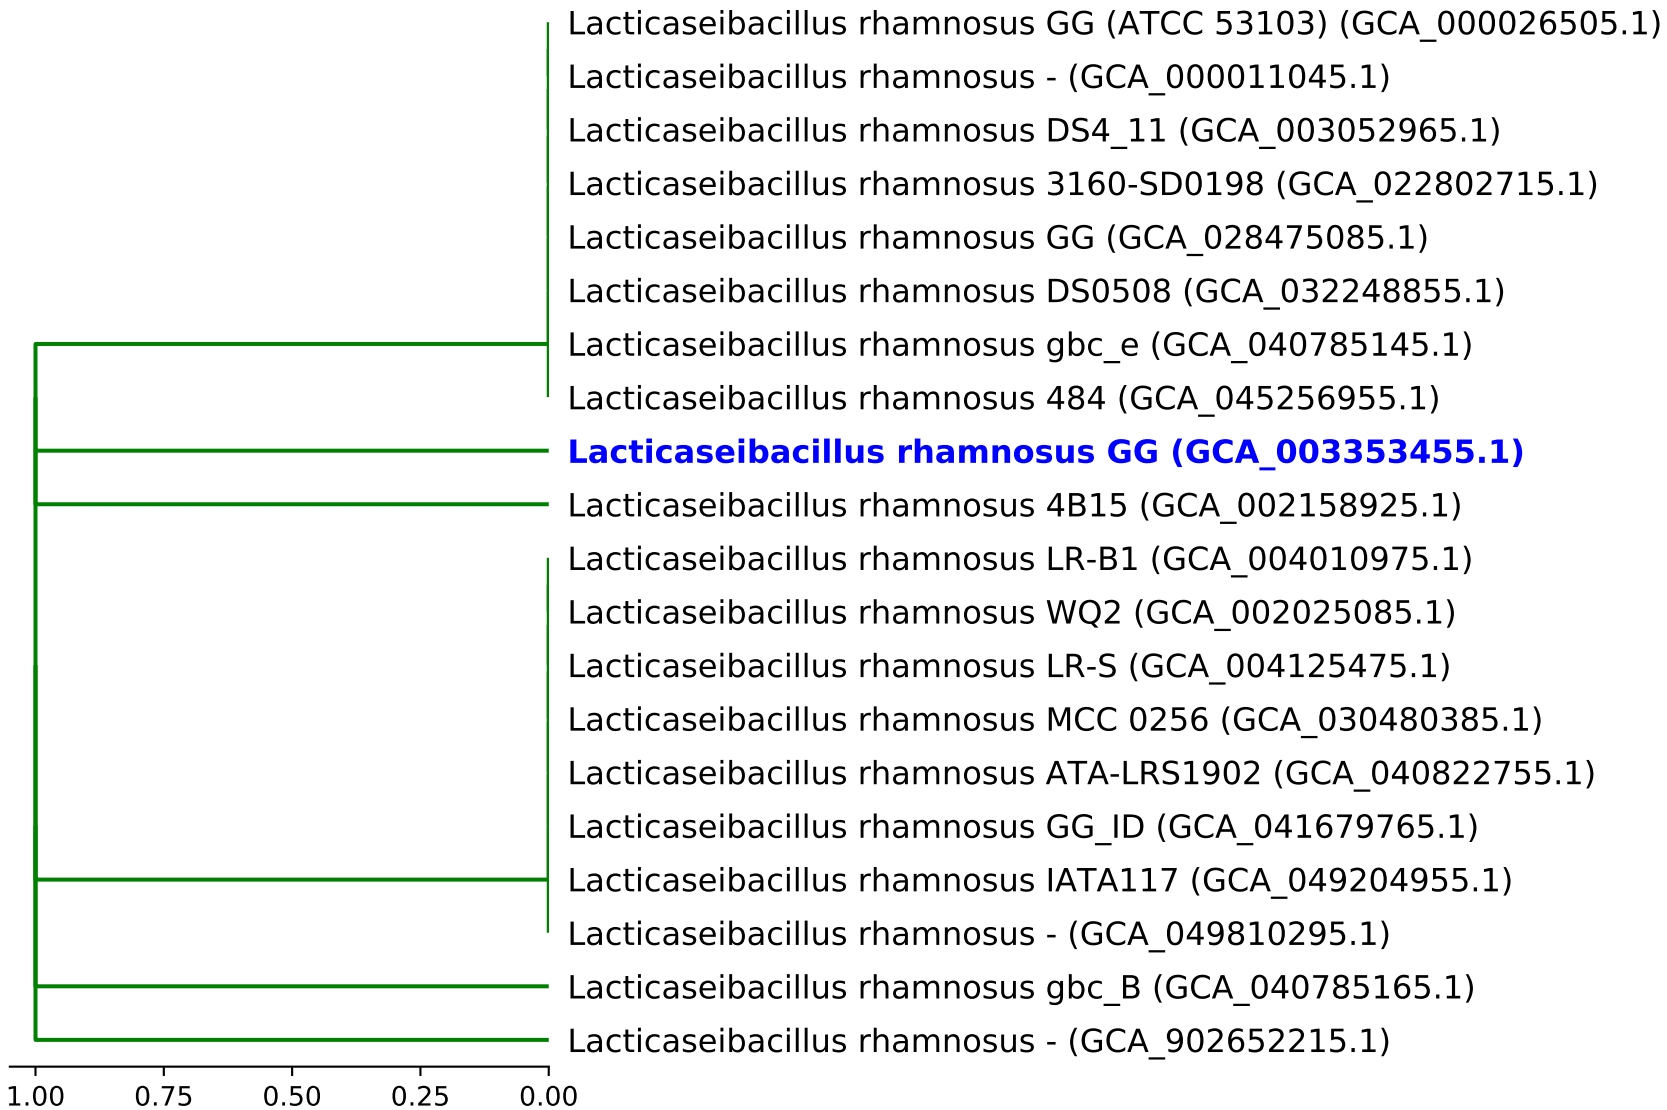 Lacticaseibacillus rhamnosus GG (ATCC 53103) (GCA_000026505.1)
Lacticaseibacillus rhamnosus - (GCA_000011045.1)
Lacticaseibacillus rhamnosus DS4_11 (GCA_003052965.1)
Lacticaseibacillus rhamnosus 3160-SD0198 (GCA_022802715.1)
Lacticaseibacillus rhamnosus GG (GCA_028475085.1)
Lacticaseibacillus rhamnosus DS0508 (GCA_032248855.1)
Lacticaseibacillus rhamnosus gbc_e (GCA_040785145.1)
Lacticaseibacillus rhamnosus 484 (GCA_045256955.1)
Lacticaseibacillus rhamnosus GG (GCA_003353455.1)
Lacticaseibacillus rhamnosus 4B15 (GCA_002158925.1)
Lacticaseibacillus rhamnosus LR-B1 (GCA_004010975.1)
Lacticaseibacillus rhamnosus WQ2 (GCA_002025085.1)
Lacticaseibacillus rhamnosus LR-S (GCA_004125475.1)
Lacticaseibacillus rhamnosus MCC 0256 (GCA_030480385.1)
Lacticaseibacillus rhamnosus ATA-LRS1902 (GCA_040822755.1)
Lacticaseibacillus rhamnosus GG_ID (GCA_041679765.1)
Lacticaseibacillus rhamnosus IATA117 (GCA_049204955.1)
Lacticaseibacillus rhamnosus - (GCA_049810295.1)
Lacticaseibacillus rhamnosus gbc_B (GCA_040785165.1)
Lacticaseibacillus rhamnosus - (GCA_902652215.1)
1.00 0.75 0.50 0.25 0.00